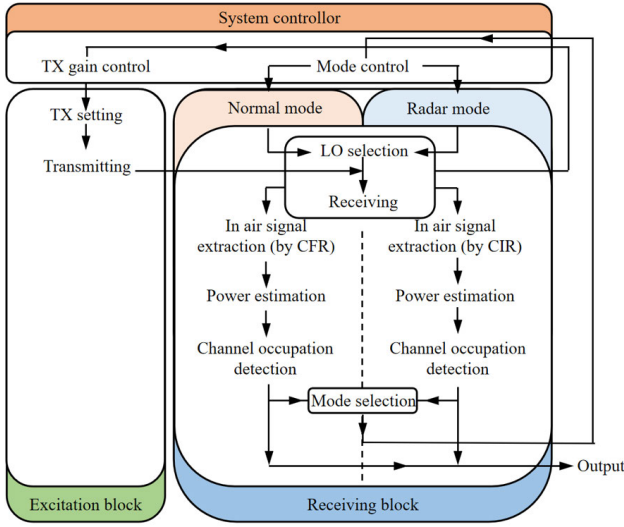 System controllor
TX gain control
Mode control
TX setting
Transmitting
Normal mode
Radar mode
LO selection
Receiving
In air signal
extraction (by CFR)
In air signal
extraction (by CIR)
Power estimation
Power estimation
Channel occupation
detection
Channel occupation
detection
Mode selection
Output
Excitation block
Receiving block